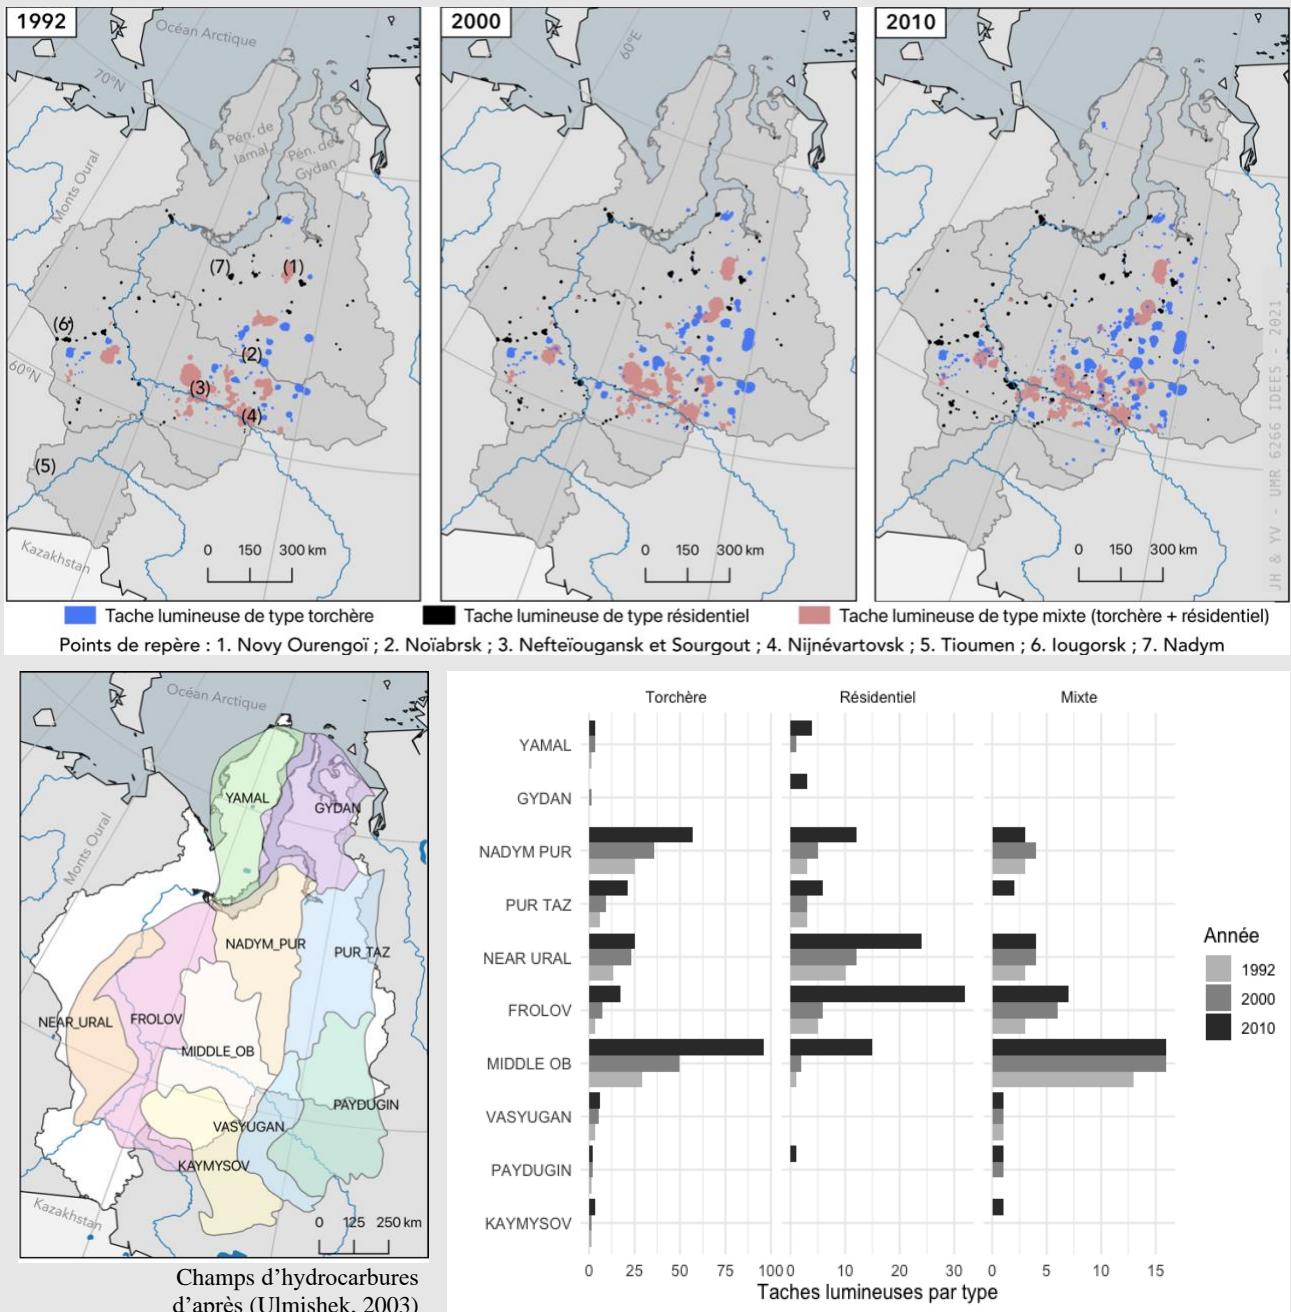 1992
2000
2010
Océan Arctique
70°N
60°E
Pén. de
Iamal
Pén. de
Gydan
Monts Oural
(7)
(1)
(6)
(2)
60°N
(3)
(4)
(5)
Kazakhstan
0 150 300 km
0 150 300 km
0 150 300 km
JH & YV - UMR 6266 IDEES - 2021
Tache lumineuse de type torchère
Tache lumineuse de type résidentiel
Tache lumineuse de type mixte (torchère + résidentiel)
Points de repère : 1. Novy Ourengoï ; 2. Noïabrsk ; 3. Nefteïougansk et Sourgout ; 4. Nijnévartovsk ; 5. Tioumen ; 6. Iougorsk ; 7. Nadym
Océan Arctique
YAMAL
GYDAN
Monts Oural
NADYM_PUR
PUR_TAZ
NEAR_URAL
FROLOV
MIDDLE_OB
PAYDUGIN
VASYUGAN
KAYMYSOV
Kazakhstan
0 125 250 km
Champs d'hydrocarbures
d'après (Ulmishek, 2003)
Torchère Résidentiel Mixte
YAMAL
GYDAN
NADYM PUR
PUR TAZ
NEAR URAL
FROLOV
MIDDLE OB
VASYUGAN
PAYDUGIN
KAYMYSOV
0 25 50 75 100 0 10 20 30 0 5 10 15
Taches lumineuses par type
Année
1992
2000
2010